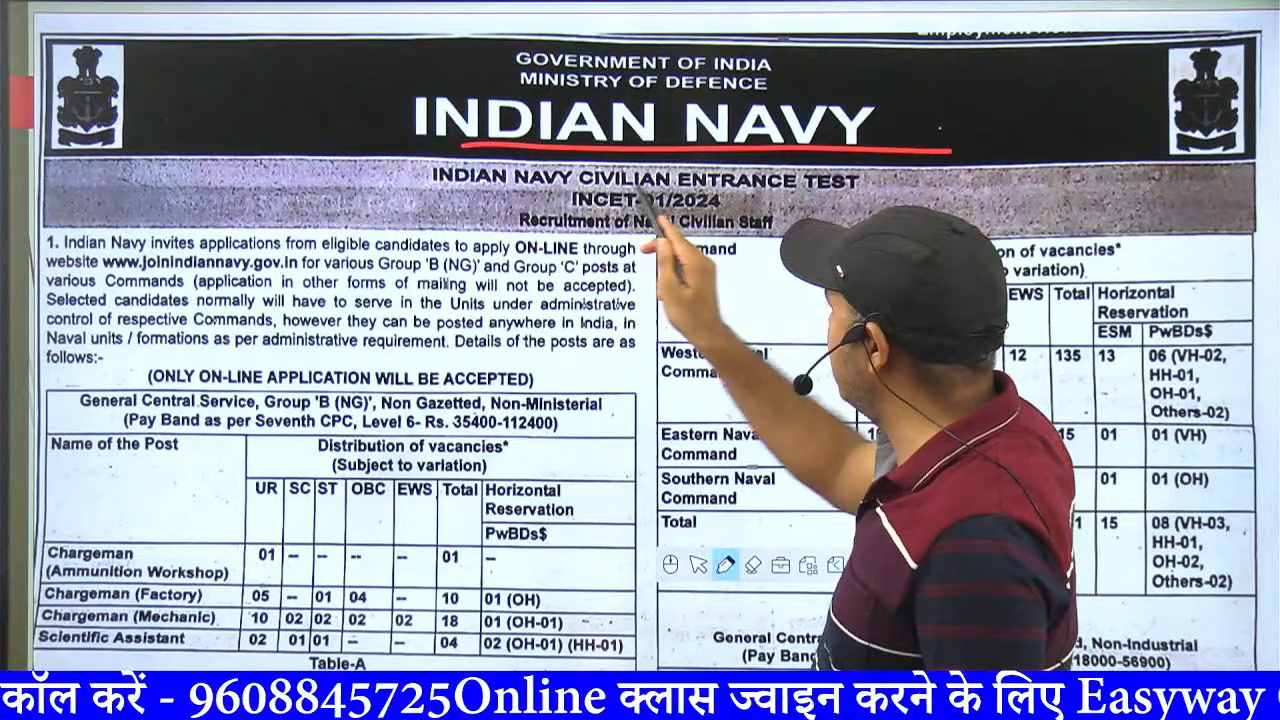 GOVERNMENT OF INDIA
MINISTRY OF DEFENCE
INDIAN NAVY
INDIAN NAVY CIVILIAN ENTRANCE TEST
INCET-01/2024
Recruitment of Naval Civilian Staff
1. Indian Navy invites applications from eligible candidates to apply ON-LINE through
website www.joinindiannavy.gov.in for various Group 'B (NG)' and Group 'C' posts at
various Commands (application in other forms of mailing will not be accepted).
Selected candidates normally will have to serve in the Units under administrative
control of respective Commands, however they can be posted anywhere in India, in
Naval units / formations as per administrative requirement. Details of the posts are as
follows:-
(ONLY ON-LINE APPLICATION WILL BE ACCEPTED)
General Central Service, Group 'B (NG)', Non Gazetted, Non-Ministerial
(Pay Band as per Seventh CPC, Level 6- Rs. 35400-112400)
Name of the Post Distribution of vacancies*
(Subject to variation)
UR SC ST OBC EWS Total Horizontal
Reservation
PwBDs$
Chargeman
(Ammunition Workshop) 01 -- -- -- -- 01 --
Chargeman (Factory) 05 -- 01 04 -- 10 01 (OH)
Chargeman (Mechanic) 10 02 02 02 02 18 01 (OH-01)
Scientific Assistant 02 01 01 -- -- 04 02 (OH-01) (HH-01)
Table-A
on of vacancies*
variation)
EWS Total Horizontal
Reservation
ESM PwBDs$
12 135 13 06 (VH-02,
HH-01,
OH-01,
Others-02)
Eastern Nava
Command 15 01 01 (VH)
Southern Naval
Command 01 01 (OH)
Total 1 15 08 (VH-03,
HH-01,
OH-02,
Others-02)
General Centr
d, Non-Industrial
(Pay Ban
18000-56900)
कॉल करें - 9608845725Online क्लास ज्वाइन करने के लिए Easyway